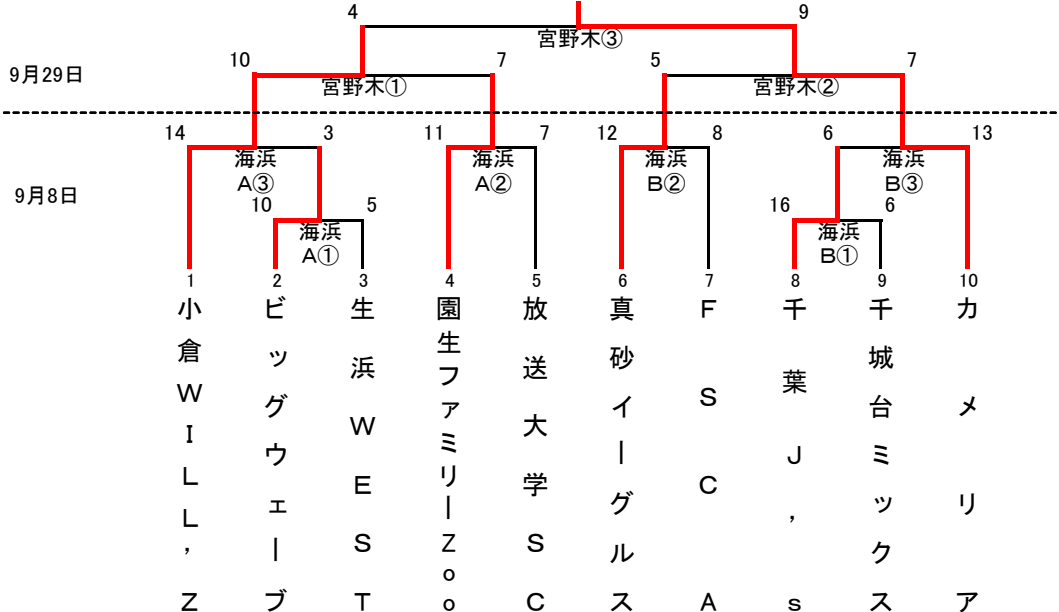 4 9
宮野木③
10 7 5 7
9月29日
宮野木① 宮野木②
14 3 11 7 12 8 6 13
海浜 海浜 海浜 海浜
A③ A② B② B③
9月8日
10 5 16 6
海浜 海浜
A① B①
1 2 3 4 5 6 7 8 9 10
小倉WILL,Z
ビッグウェーブ
生浜WEST
園生ファミリーZoo
放送大学SC
真砂イーグルス
FSCA
千葉J,s
千城台ミックス
カメリア